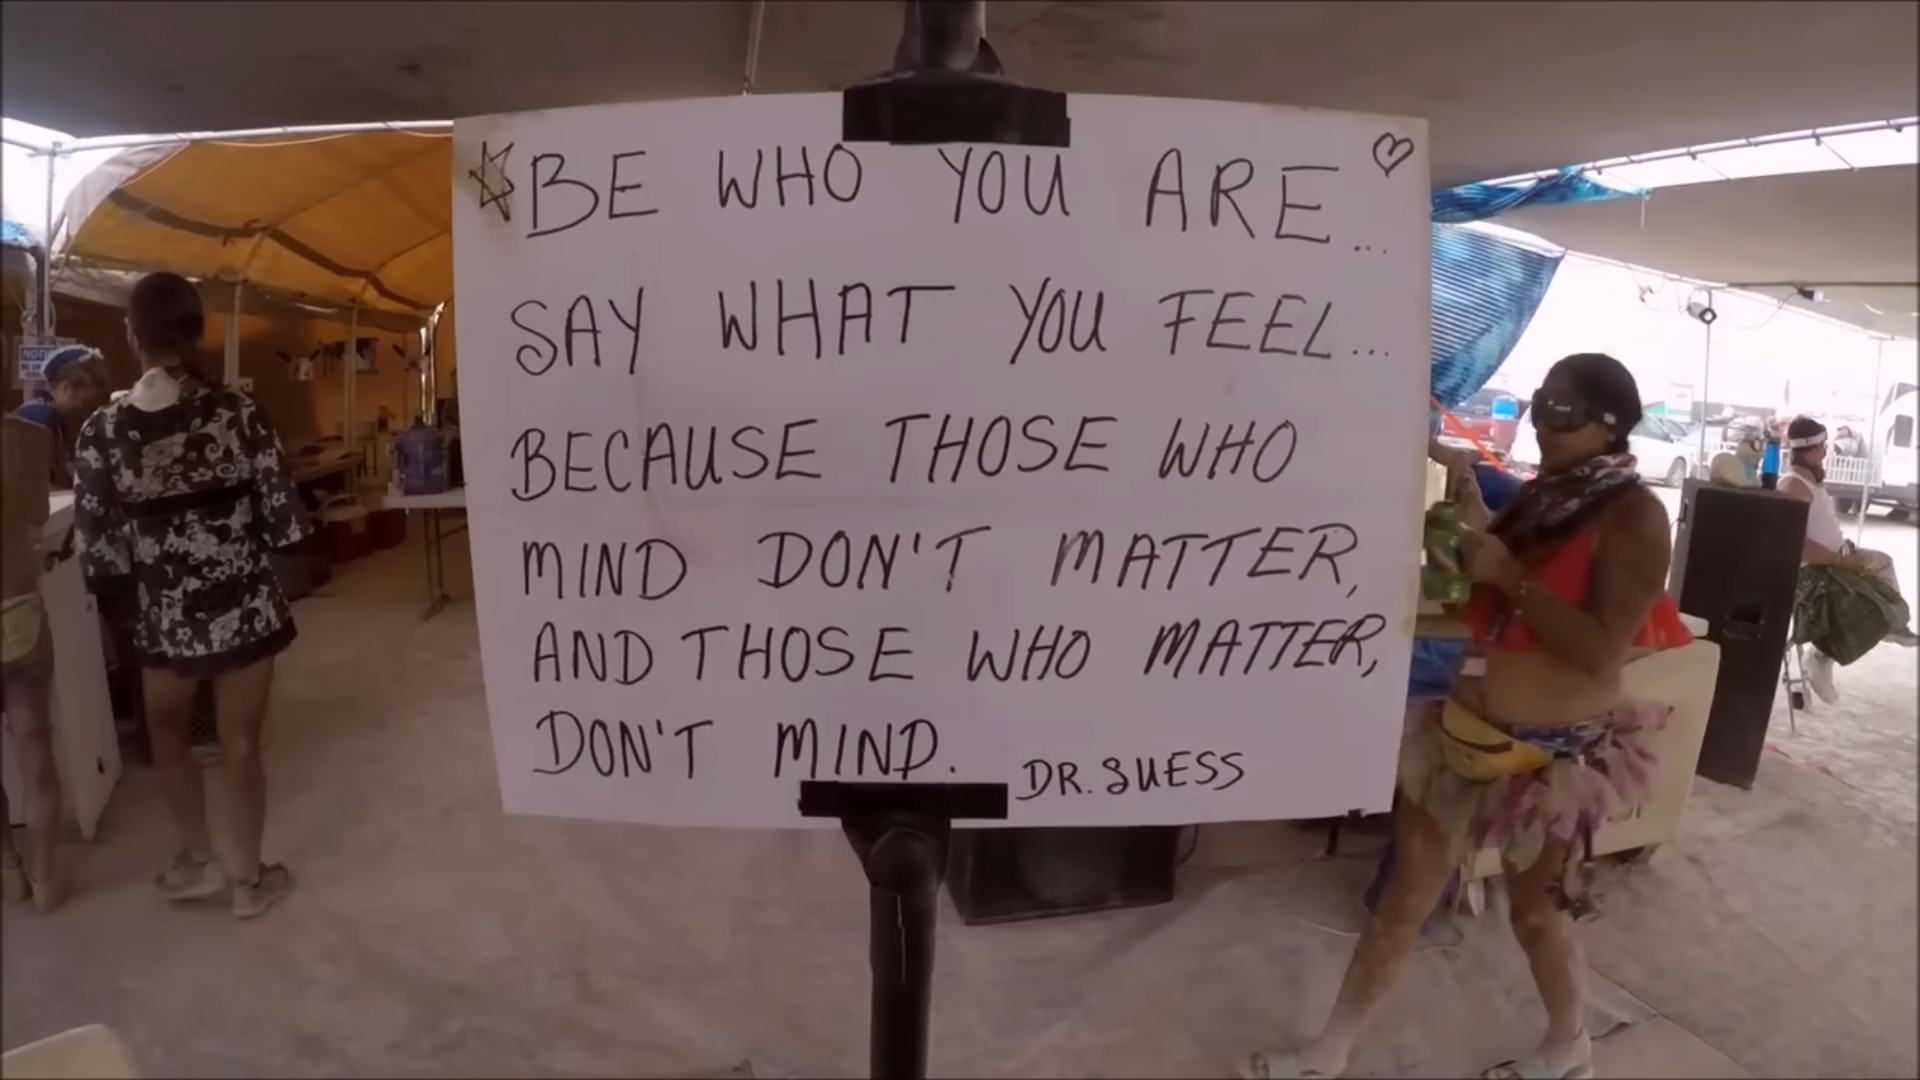 BE WHO YOU ARE...
SAY WHAT YOU FEEL...
BECAUSE THOSE WHO
MIND DON'T MATTER,
AND THOSE WHO MATTER,
DON'T MIND. DR. SUESS